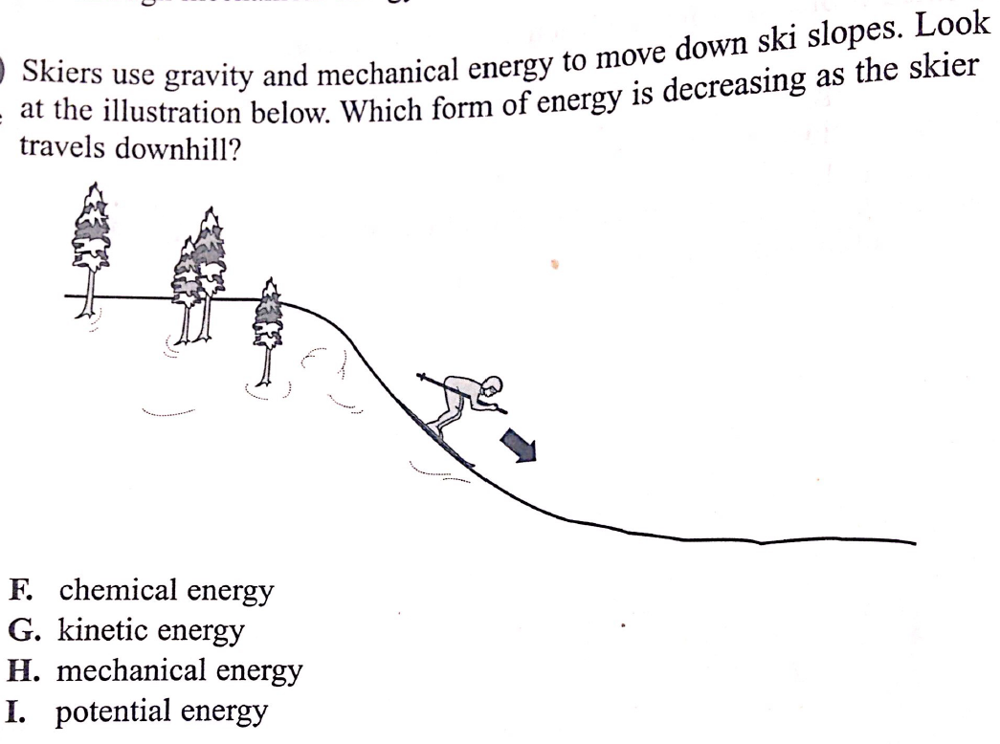 Skiers use gravity and mechanical energy to move down ski slopes. Look
at the illustration below. Which form of energy is decreasing as the skier
travels downhill?
F. chemical energy
G. kinetic energy
H. mechanical energy
I. potential energy